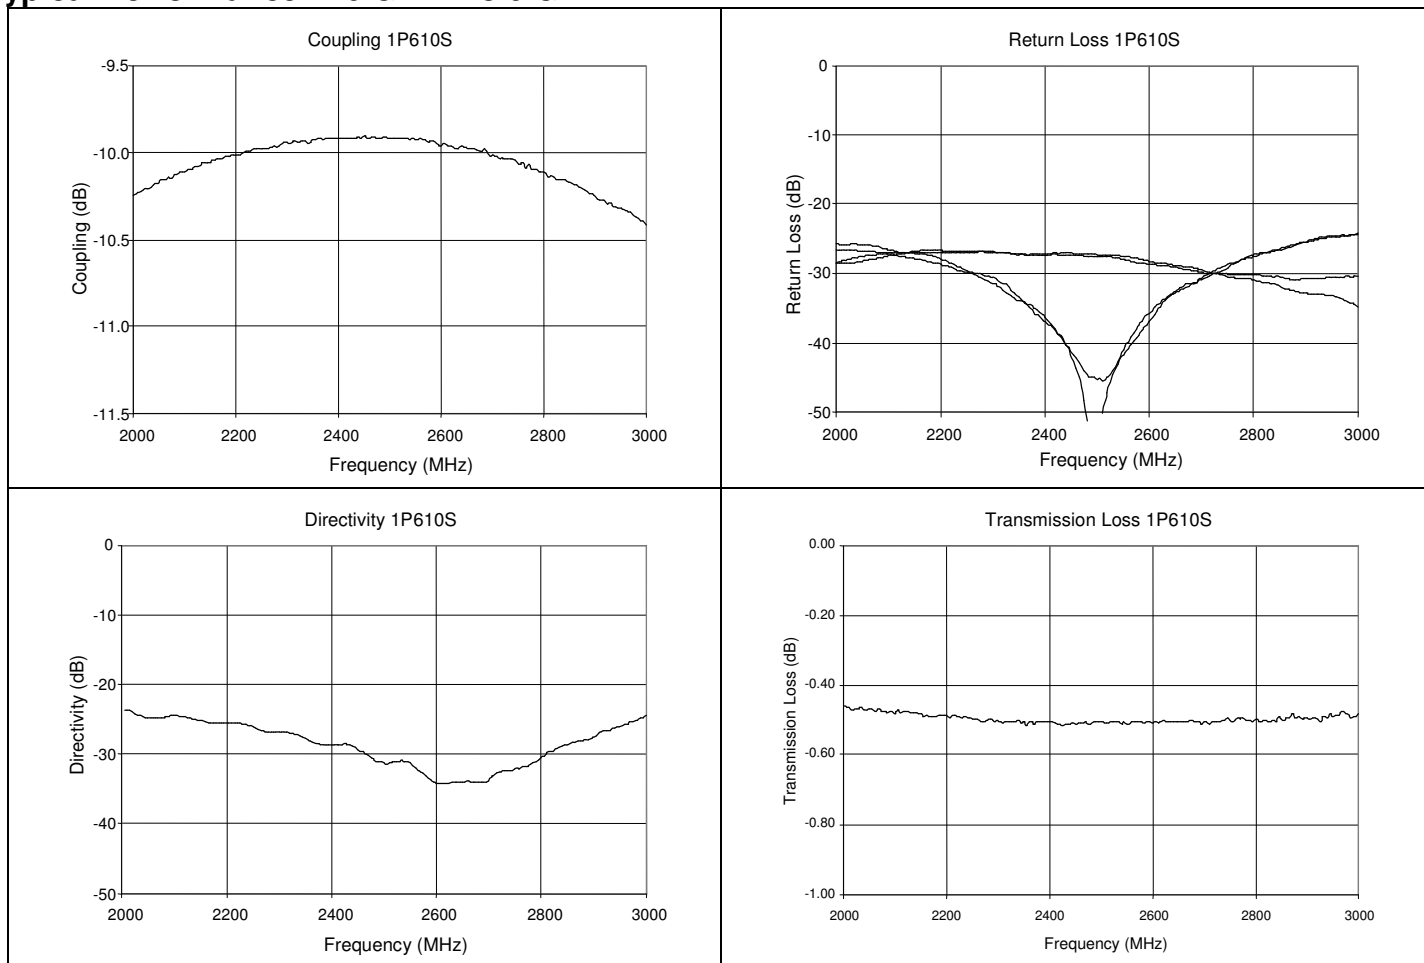 Coupling 1P610S
-9.5
-10.0
-10.5
-11.0
-11.5
Coupling (dB)
2000 2200 2400 2600 2800 3000
Frequency (MHz)
Return Loss 1P610S
0
-10
-20
-30
-40
-50
Return Loss (dB)
2000 2200 2400 2600 2800 3000
Frequency (MHz)
Directivity 1P610S
0
-10
-20
-30
-40
-50
Directivity (dB)
2000 2200 2400 2600 2800 3000
Frequency (MHz)
Transmission Loss 1P610S
0.00
-0.20
-0.40
-0.60
-0.80
-1.00
Transmission Loss (dB)
2000 2200 2400 2600 2800 3000
Frequency (MHz)